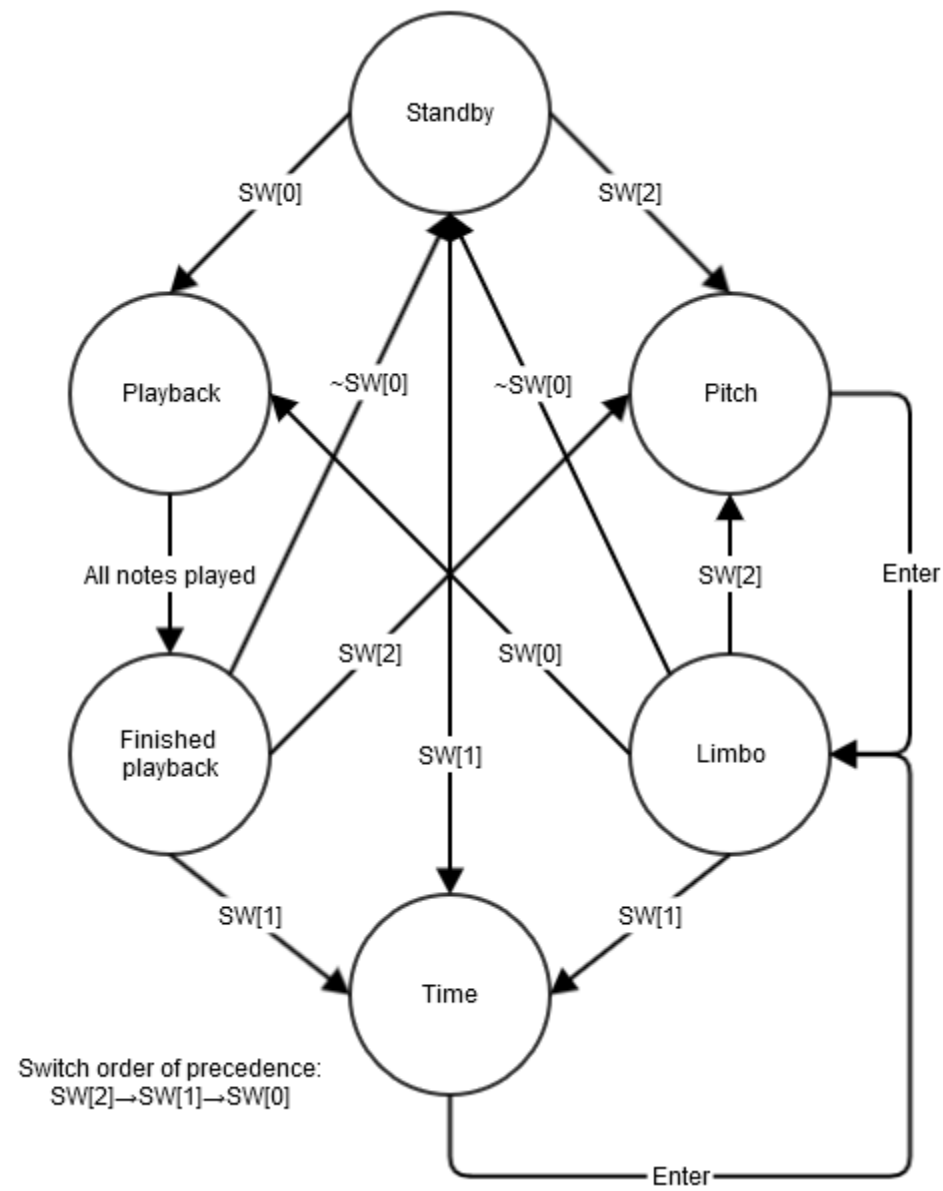 Standby
SW[0]
SW[2]
Playback
~SW[0]
~SW[0]
Pitch
All notes played
SW[2]
Enter
SW[2]
SW[0]
Finished
playback
SW[1]
Limbo
SW[1]
SW[1]
Time
Switch order of precedence:
SW[2]→SW[1]→SW[0]
Enter